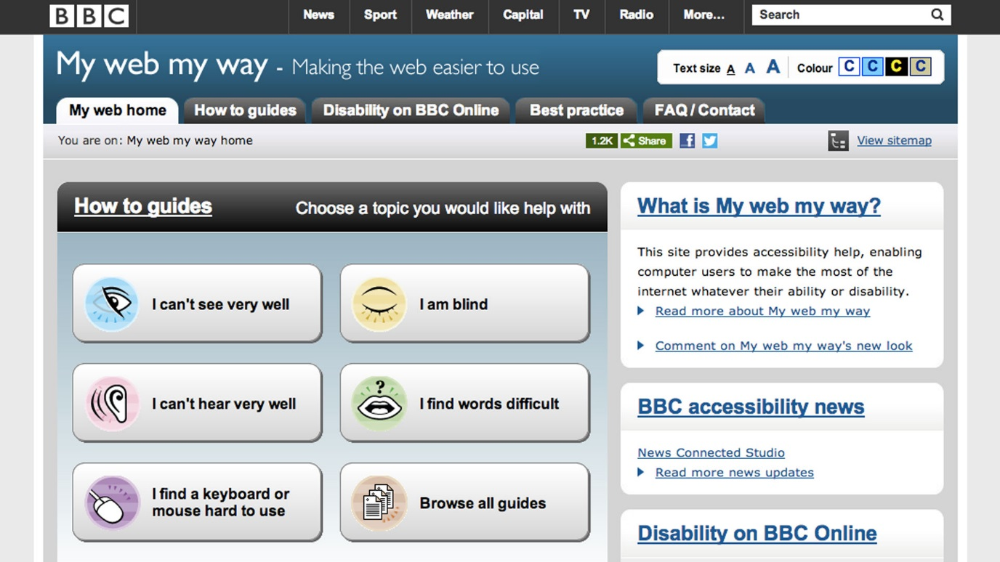 BBC
News Sport Weather Capital TV Radio More... Search
My web my way - Making the web easier to use
Text size A A A Colour C C C C
My web home How to guides Disability on BBC Online Best practice FAQ / Contact
You are on: My web my way home
1.2K Share f View sitemap
How to guides Choose a topic you would like help with
I can't see very well
I am blind
I can't hear very well
?
I find words difficult
I find a keyboard or
mouse hard to use
Browse all guides
What is My web my way?
This site provides accessibility help, enabling
computer users to make the most of the
internet whatever their ability or disability.
Read more about My web my way
Comment on My web my way's new look
BBC accessibility news
News Connected Studio
Read more news updates
Disability on BBC Online